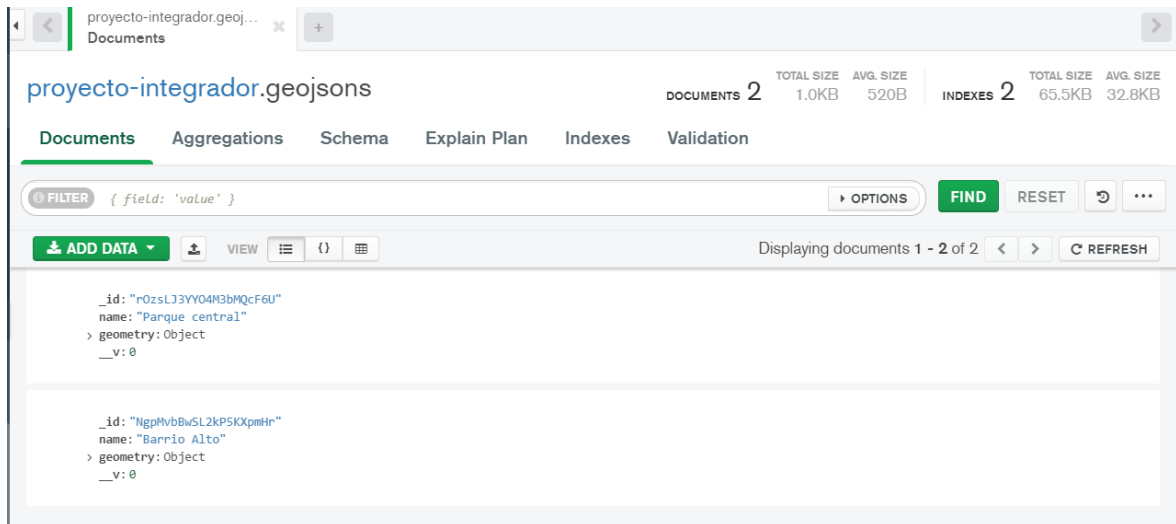 proyecto-integrador.geoj...
Documents
proyecto-integrador.geojsons
DOCUMENTS 2 TOTAL SIZE 1.0KB AVG. SIZE 520B INDEXES 2 TOTAL SIZE 65.5KB AVG. SIZE 32.8KB
Documents Aggregations Schema Explain Plan Indexes Validation
FILTER { field: 'value' } OPTIONS FIND RESET
ADD DATA VIEW {} Displaying documents 1 - 2 of 2 < > REFRESH
_id: "rOzsLJ3YYO4M3bMQcF6U"
name: "Parque central"
> geometry: Object
__v: 0
_id: "NgpMvbBwSL2kP5KXpmHr"
name: "Barrio Alto"
> geometry: Object
__v: 0